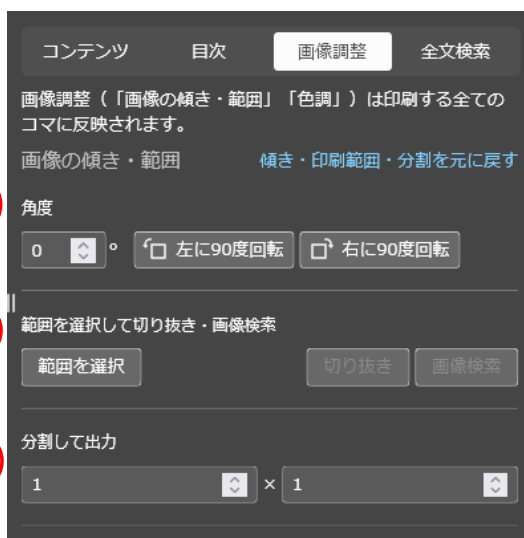 コンテンツ 目次 画像調整 全文検索
画像調整（「画像の傾き・範囲」「色調」）は印刷する全ての
コマに反映されます。
画像の傾き・範囲 傾き・印刷範囲・分割を元に戻す
角度
0 ° 左に90度回転 右に90度回転
範囲を選択して切り抜き・画像検索
範囲を選択 切り抜き 画像検索
分割して出力
1 × 1